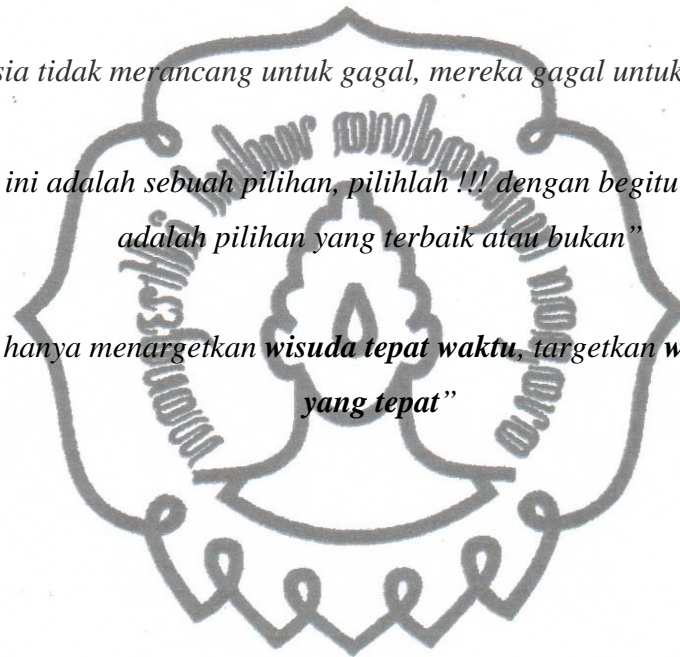 sia tidak merancang untuk gagal, mereka gagal untuk
ini adalah sebuah pilihan, pilihlah !!! dengan begitu
adalah pilihan yang terbaik atau bukan”
hanya menargetkan wisuda tepat waktu, targetkan w
yang tepat”